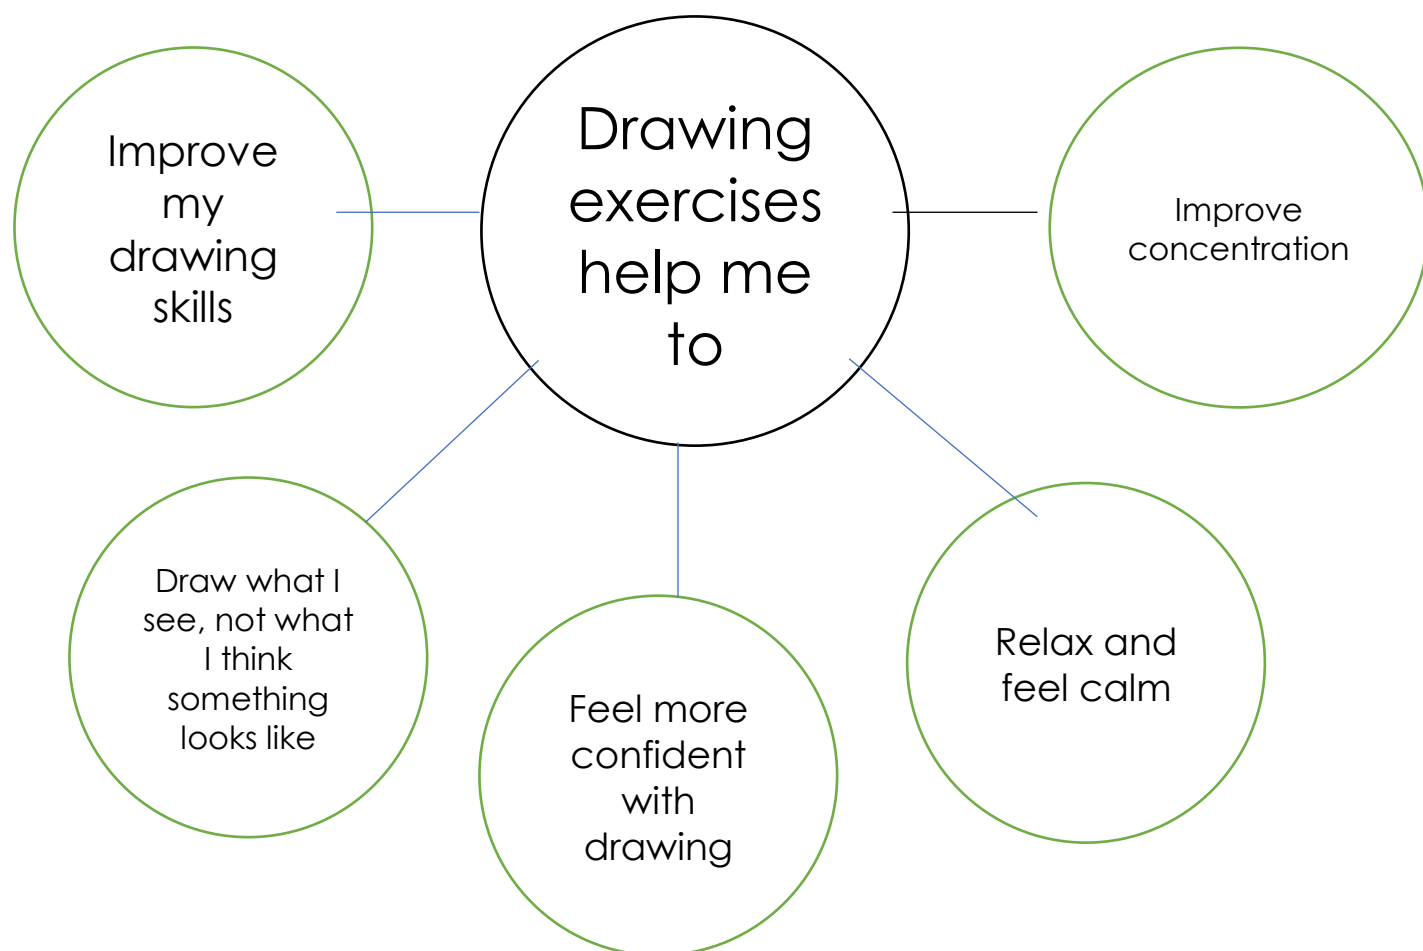 Drawing
exercises
help me
to
Improve
my
drawing
skills
Improve
concentration
Draw what I
see, not what
I think
something
looks like
Feel more
confident
with
drawing
Relax and
feel calm